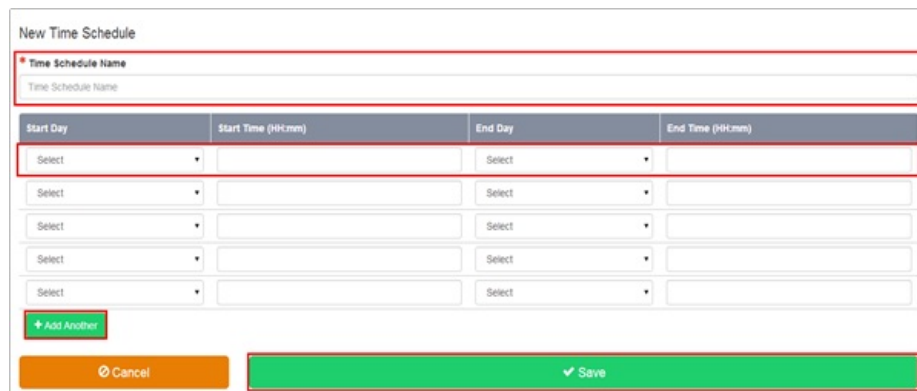 New Time Schedule
* Time Schedule Name
Time Schedule Name
Start Day Start Time (HH:mm) End Day End Time (HH:mm)
Select Select
Select Select
Select Select
Select Select
Select Select
+ Add Another
Cancel Save